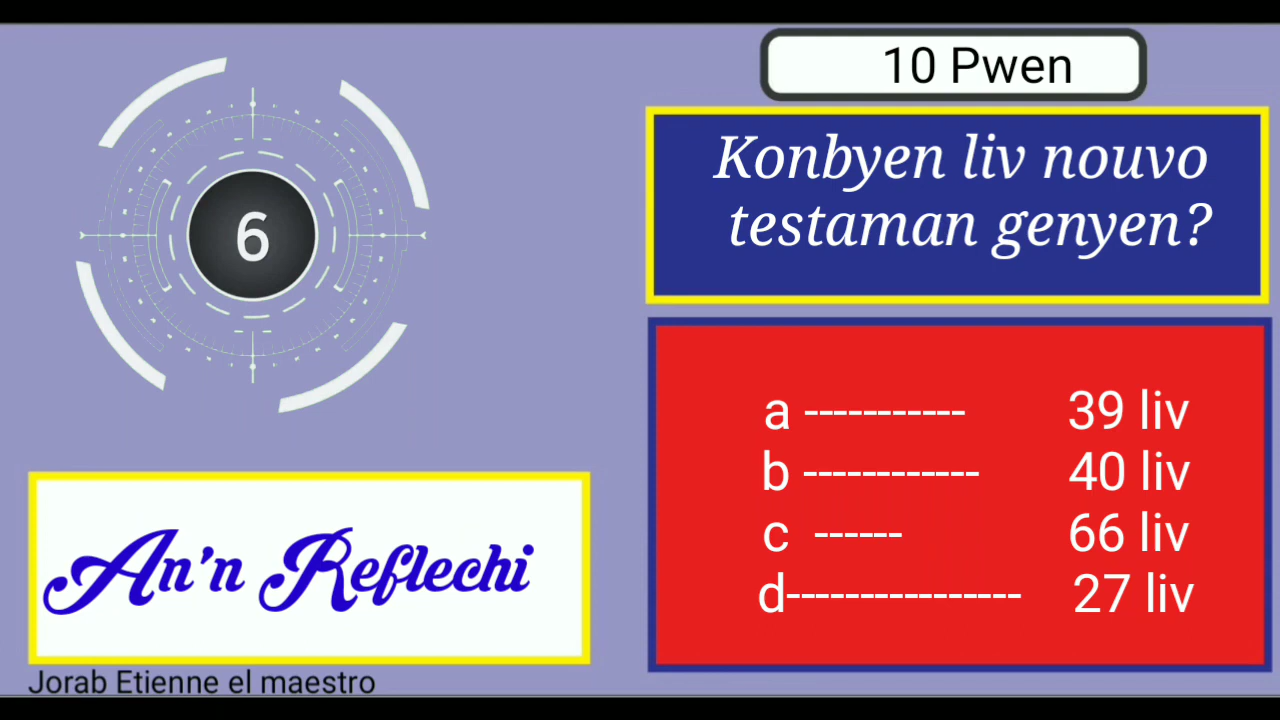 10 Pwen
6
Konbyen liv nouvo
testaman genyen?
a ----------- 39 liv
b ------------ 40 liv
c ------ 66 liv
d---------------- 27 liv
An'n Reflechi
Jorab Etienne el maestro